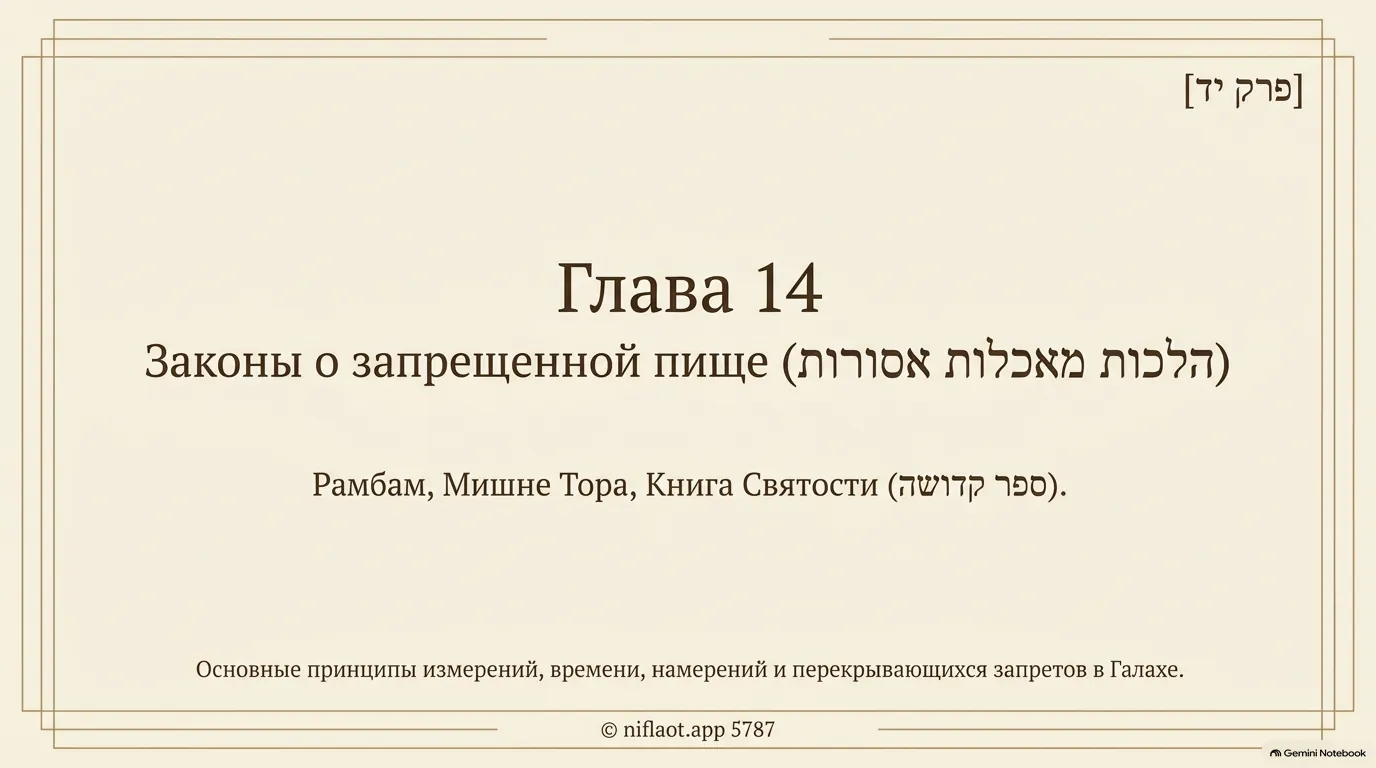 [פרק יד]
Глава 14
Законы о запрещенной пище (הלכות מאכלות אסורות)
Рамбам, Мишне Тора, Книга Святости (ספר קדושה).
Основные принципы измерений, времени, намерений и перекрывающихся запретов в Галахе.
© niflaot.app 5787
Gemini Notebook